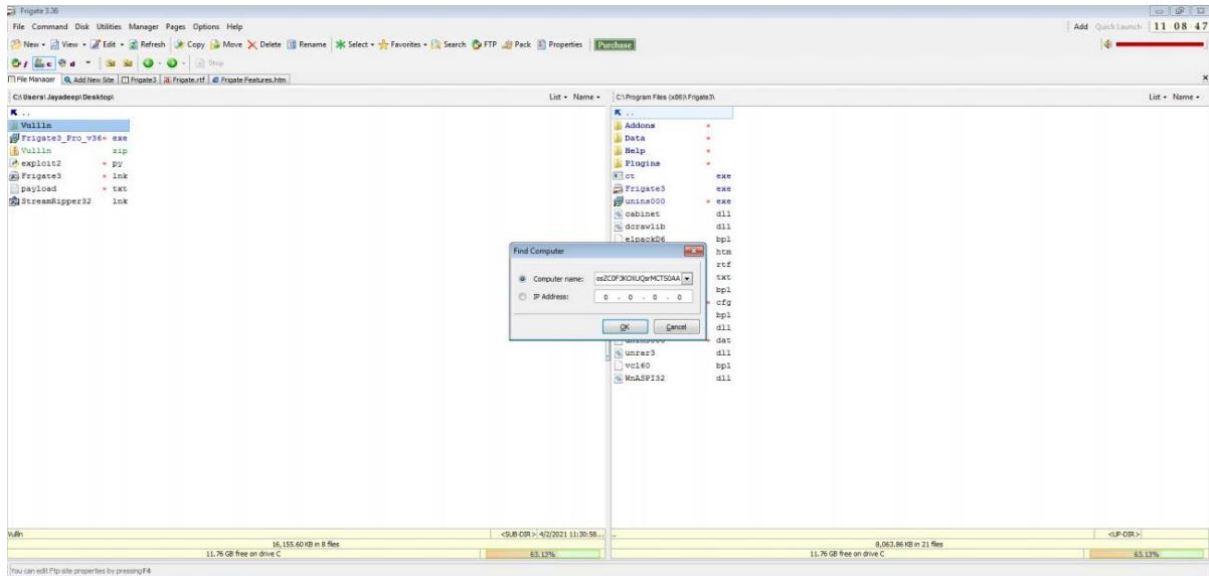 Frigate 3.36
File Command Disk Utilities Manager Pages Options Help
Add Quick Launch 11 08 47
New View Edit Refresh Copy Move Delete Rename Select Favorites Search FTP Pack Properties Purchase
c d Stop
File Manager Add New Site Frigate3 Frigate.rtf Frigate Features.htm
C:\Users\Jayadeep\Desktop\ List Name
..
Vullln
Frigate3_Pro_v36 exe
Vullln zip
exploit2 py
Frigate3 lnk
payload txt
StreamRipper32 lnk
C:\Program Files (x86)\Frigate3\ List Name
..
Addons
Data
Help
Plugins
ct exe
Frigate3 exe
unins000 exe
cabinet dll
dcrawlib dll
elpackD6 bpl
htm
rtf
txt
bpl
cfg
bpl
dll
unins000 dat
unrar3 dll
vcl60 bpl
WnASPI32 dll
Find Computer
Computer name:
IP Address: 0 . 0 . 0 . 0
OK Cancel
<SUB-DIR> 4/2/2021 11:30:58...
16,155.60 KB in 8 files
11.76 GB free on drive C 63.13%
.. <UP-DIR>
8,063.86 KB in 21 files
11.76 GB free on drive C 63.13%
You can edit Ftp site properties by pressing F4